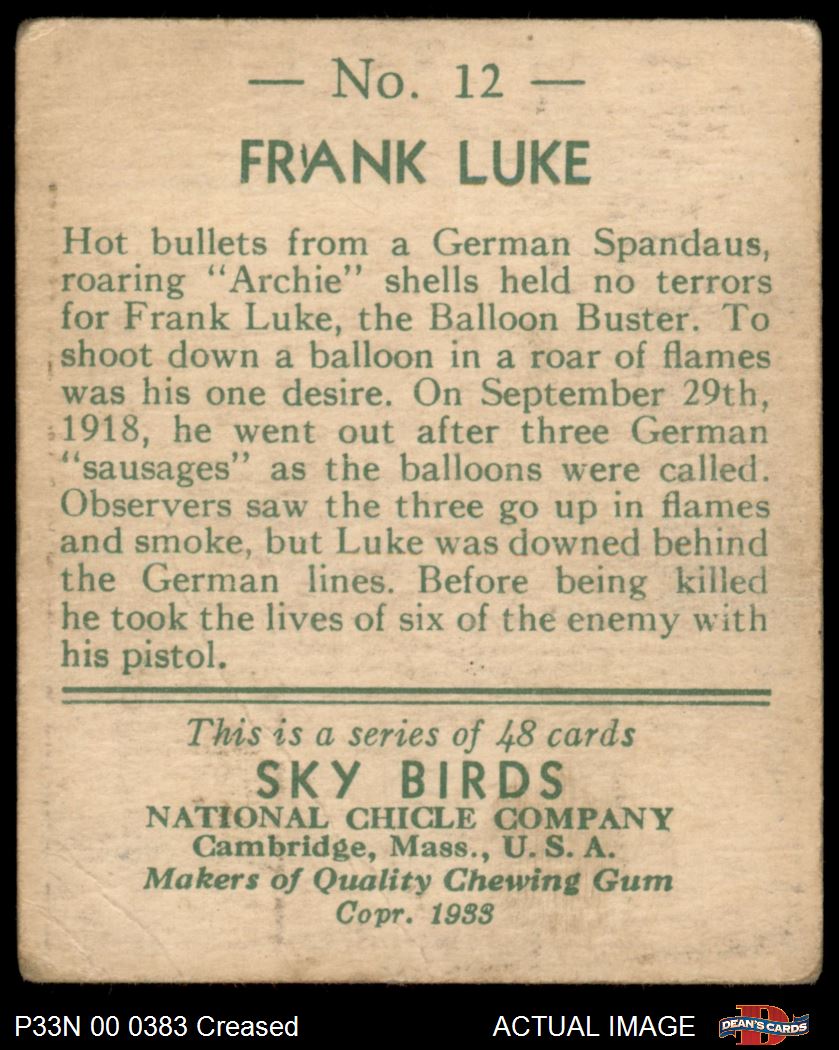 — No. 12 —
FRANK LUKE
Hot bullets from a German Spandaus,
roaring "Archie" shells held no terrors
for Frank Luke, the Balloon Buster. To
shoot down a balloon in a roar of flames
was his one desire. On September 29th,
1918, he went out after three German
"sausages" as the balloons were called.
Observers saw the three go up in flames
and smoke, but Luke was downed behind
the German lines. Before being killed
he took the lives of six of the enemy with
his pistol.
This is a series of 48 cards
SKY BIRDS
NATIONAL CHICLE COMPANY
Cambridge, Mass., U. S. A.
Makers of Quality Chewing Gum
Copr. 1933
P33N 00 0383 Creased
ACTUAL IMAGE
D
DEAN'S CARDS